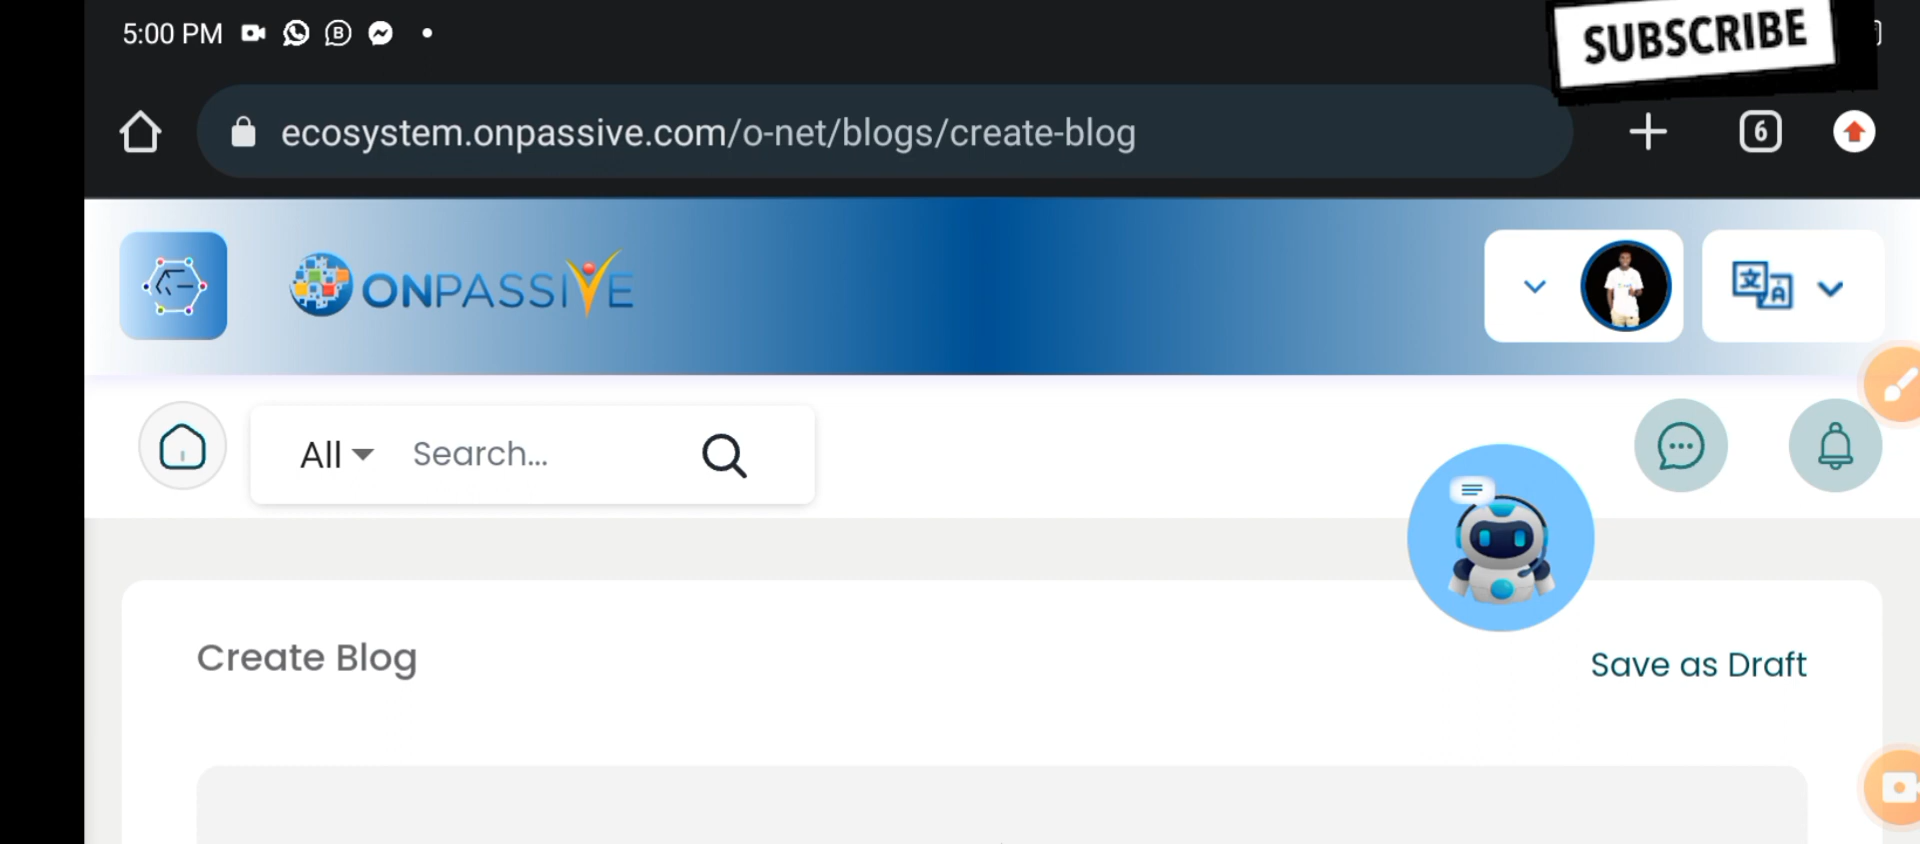 5:00 PM
SUBSCRIBE
ecosystem.onpassive.com/o-net/blogs/create-blog
6
ONPASSIVE
All
Search...
Create Blog
Save as Draft